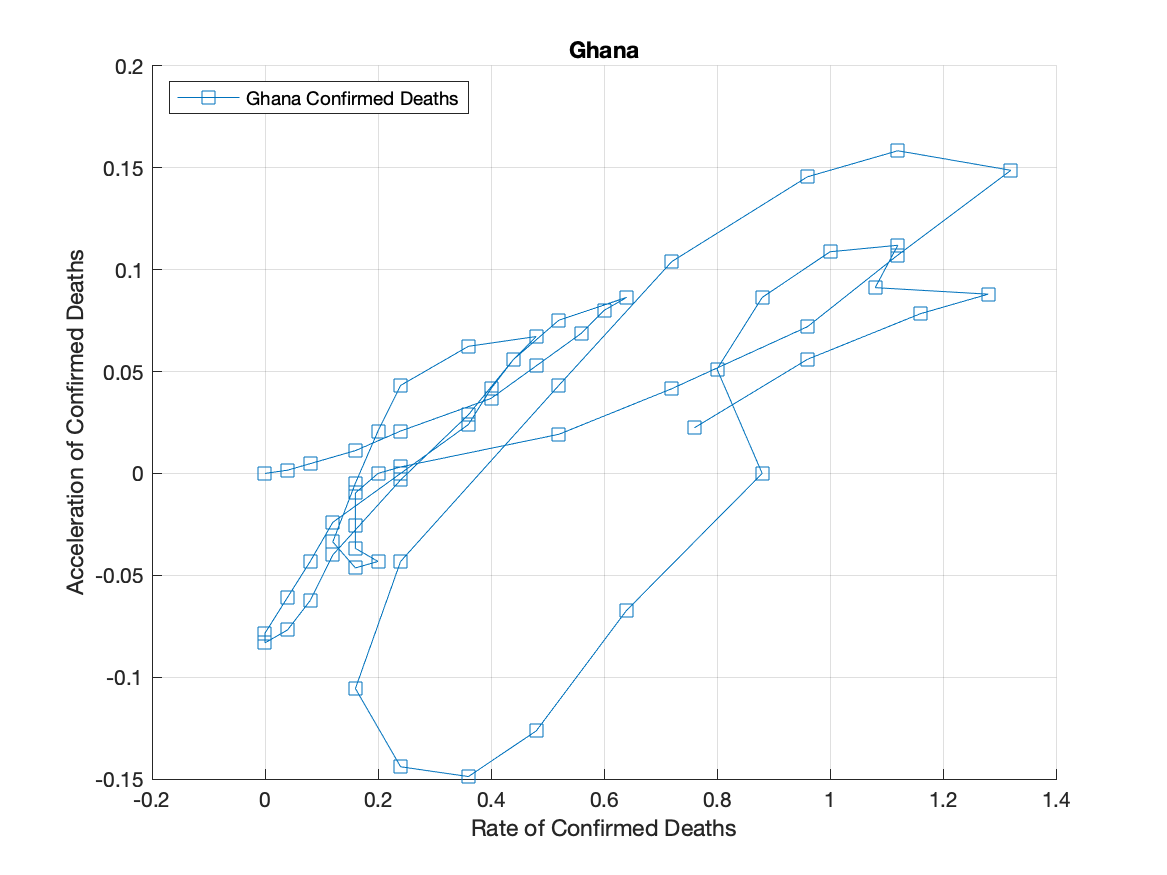 Ghana
Ghana Confirmed Deaths
0.2
0.15
0.1
0.05
0
-0.05
-0.1
-0.15
Acceleration of Confirmed Deaths
-0.2 0 0.2 0.4 0.6 0.8 1 1.2 1.4
Rate of Confirmed Deaths